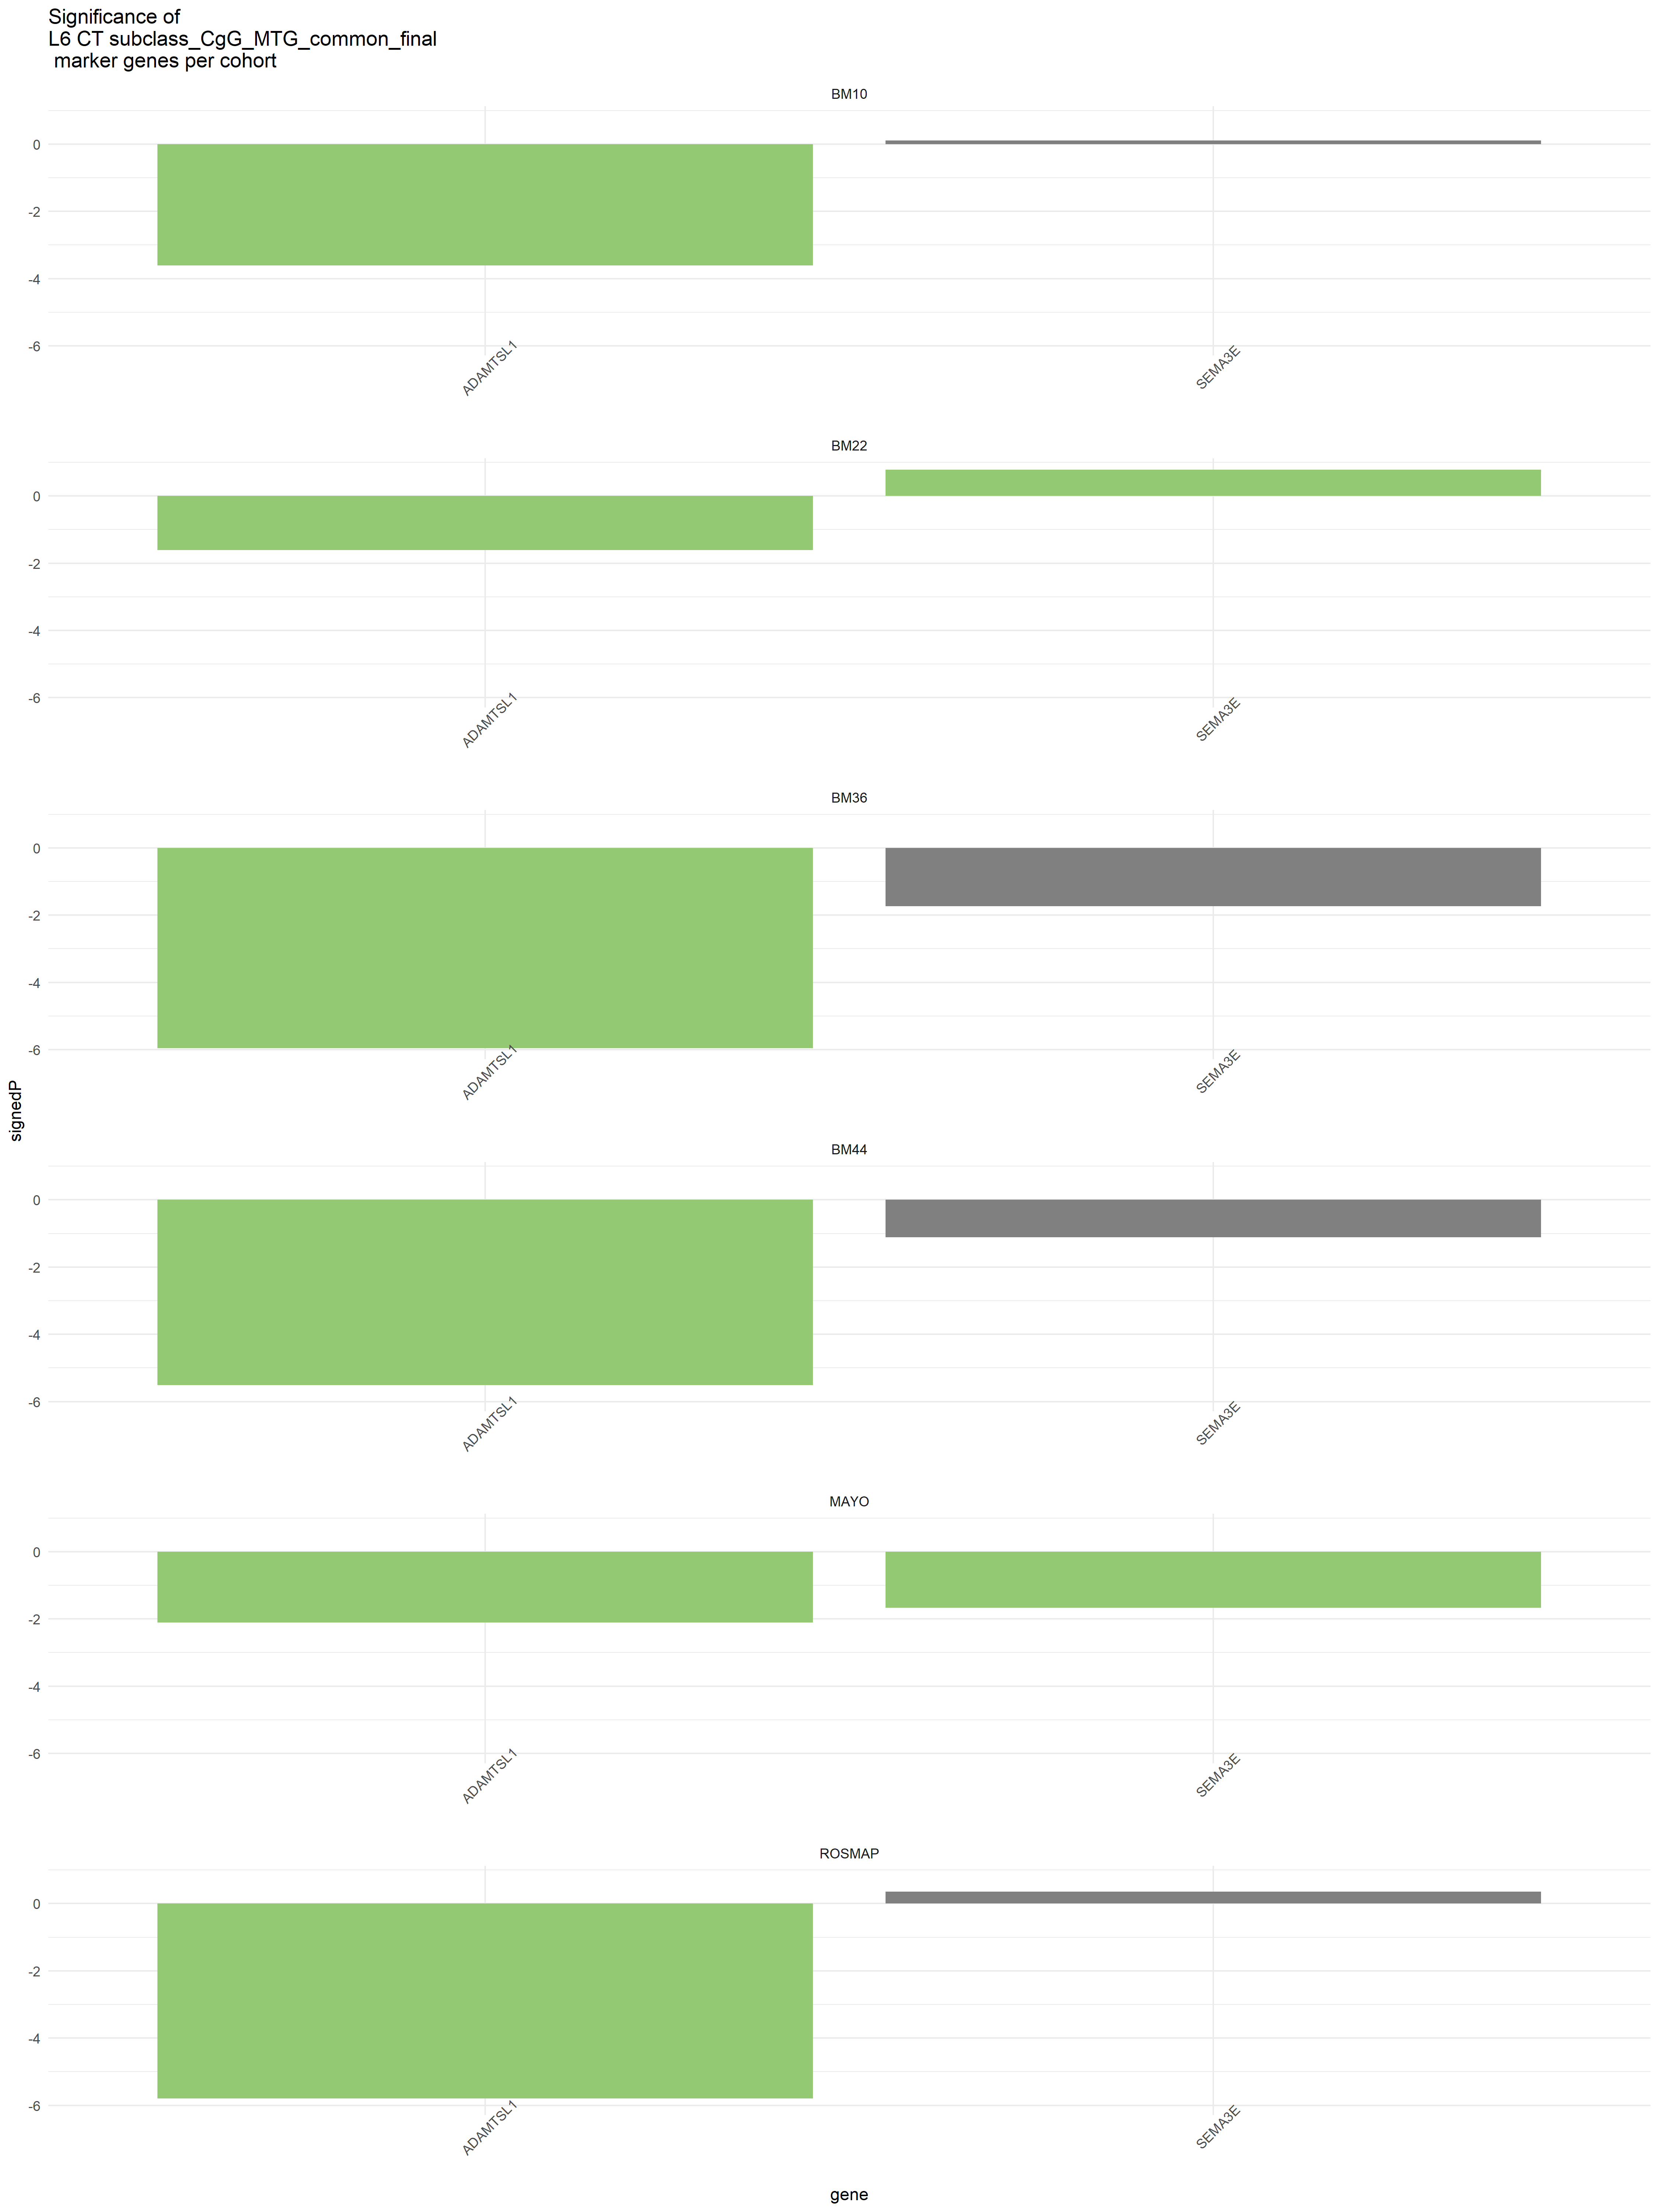 Significance of
L6 CT subclass_CgG_MTG_common_final
marker genes per cohort
signedP
BM10
0
-2
-4
-6
ADAMTSL1 SEMA3E
BM22
0
-2
-4
-6
ADAMTSL1 SEMA3E
BM36
0
-2
-4
-6
ADAMTSL1 SEMA3E
BM44
0
-2
-4
-6
ADAMTSL1 SEMA3E
MAYO
0
-2
-4
-6
ADAMTSL1 SEMA3E
ROSMAP
0
-2
-4
-6
ADAMTSL1 SEMA3E
gene